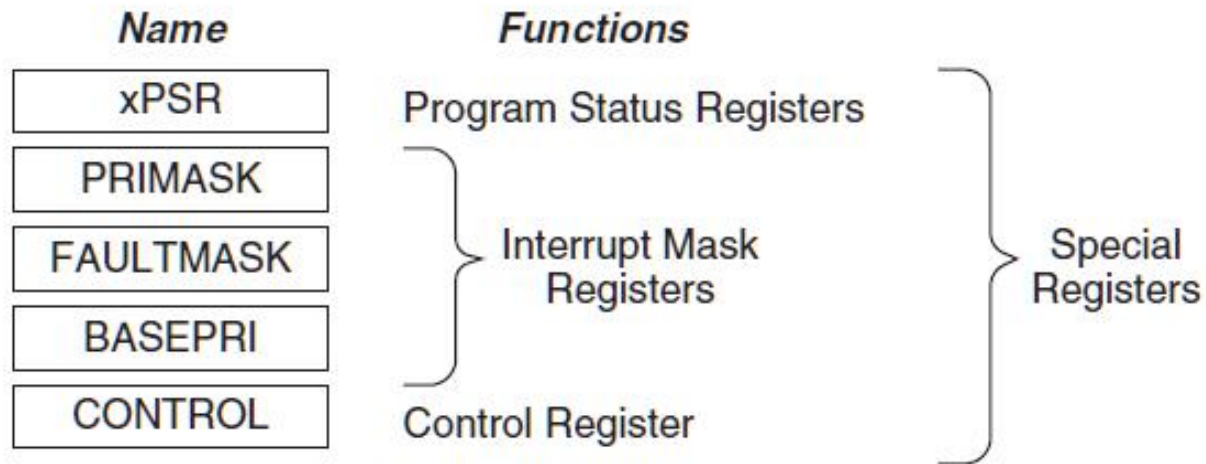 Name Functions
xPSR Program Status Registers
PRIMASK
FAULTMASK Interrupt Mask Registers Special Registers
BASEPRI
CONTROL Control Register